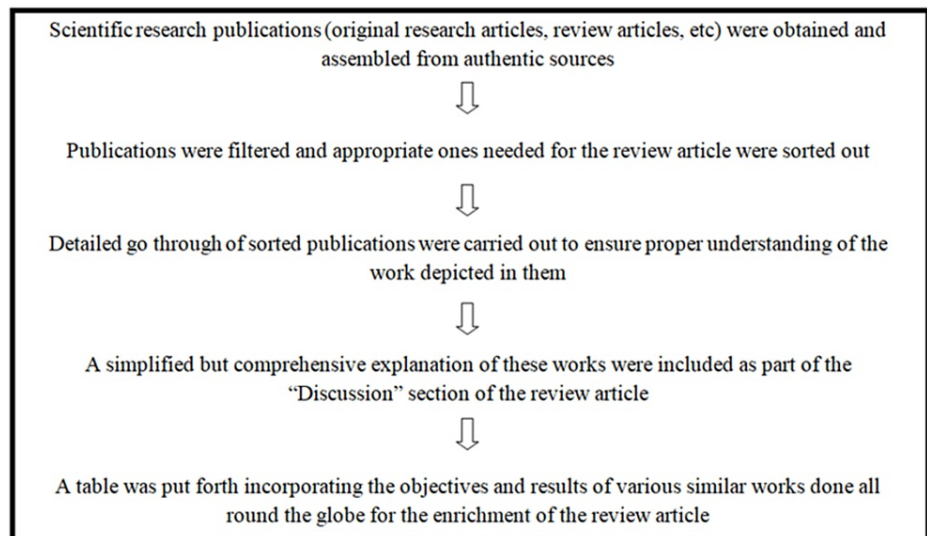 Scientific research publications (original research articles, review articles, etc) were obtained and
assembled from authentic sources
Publications were filtered and appropriate ones needed for the review article were sorted out
Detailed go through of sorted publications were carried out to ensure proper understanding of the
work depicted in them
A simplified but comprehensive explanation of these works were included as part of the
“Discussion” section of the review article
A table was put forth incorporating the objectives and results of various similar works done all
round the globe for the enrichment of the review article